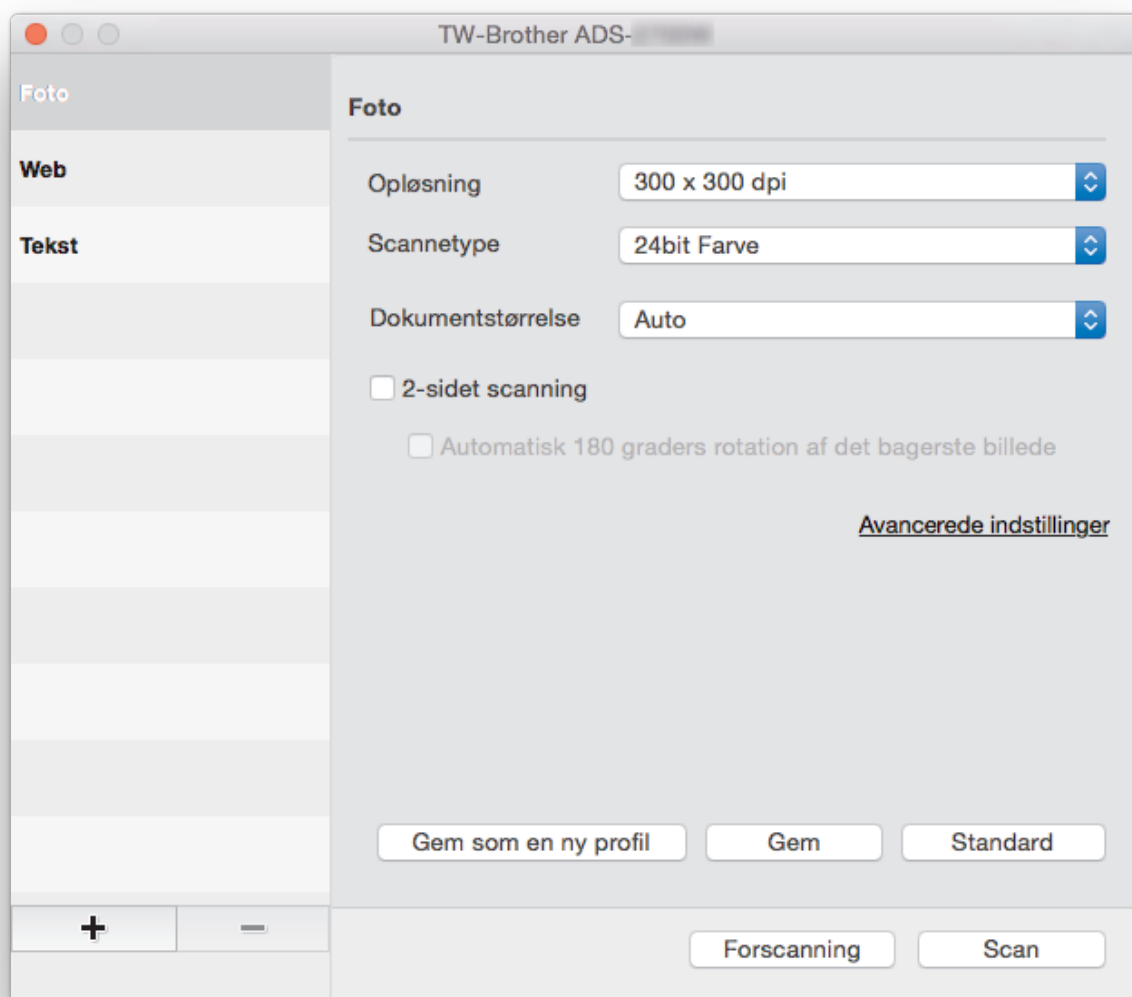 TW-Brother ADS-
Foto
Web
Tekst
Foto
Opløsning
300 x 300 dpi
Scannetype
24bit Farve
Dokumentstørrelse
Auto
2-sidet scanning
Automatisk 180 graders rotation af det bagerste billede
Avancerede indstillinger
Gem som en ny profil
Gem
Standard
Forscanning
Scan